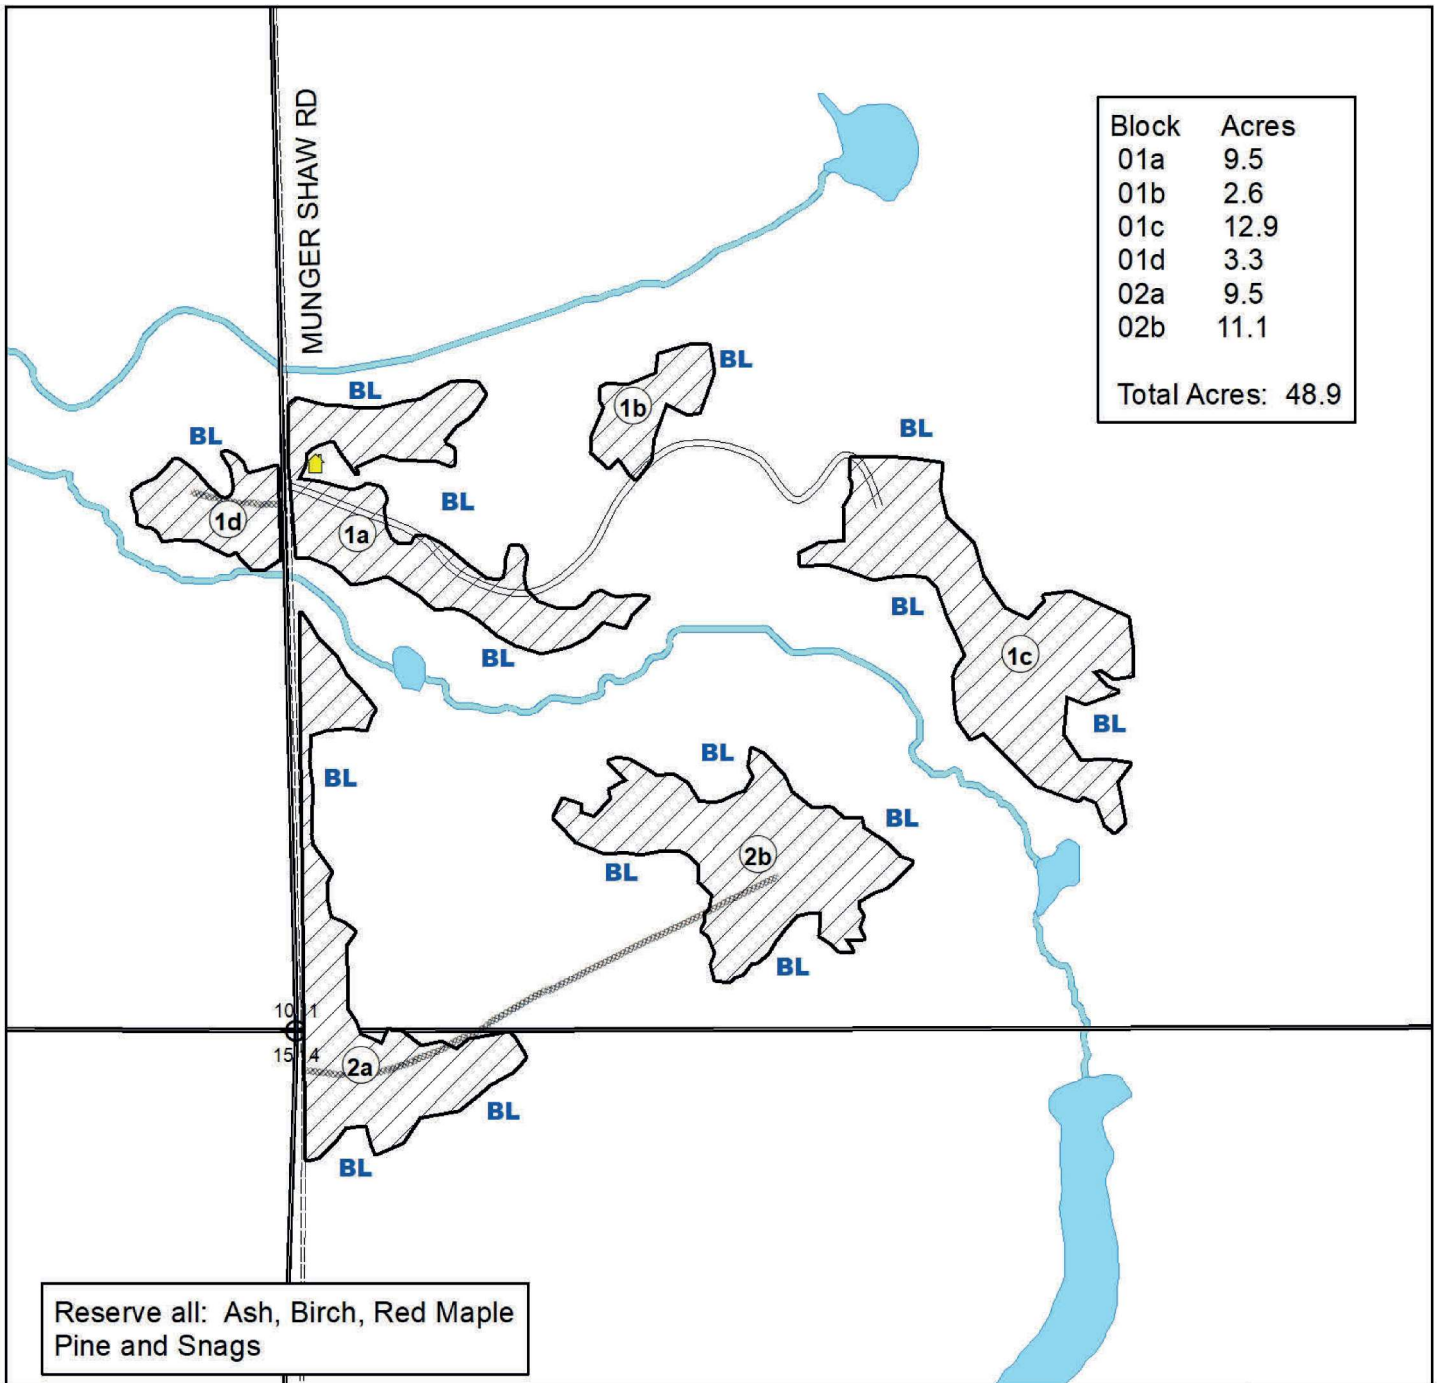 MUNGER SHAW RD
Block Acres
01a 9.5
01b 2.6
01c 12.9
01d 3.3
02a 9.5
02b 11.1
Total Acres: 48.9
BL
BL
1b
BL
BL
BL
1d
1a
BL
BL
BL
1c
BL
BL
BL
BL
2b
BL
BL
10
15
2a
BL
BL
Reserve all: Ash, Birch, Red Maple
Pine and Snags